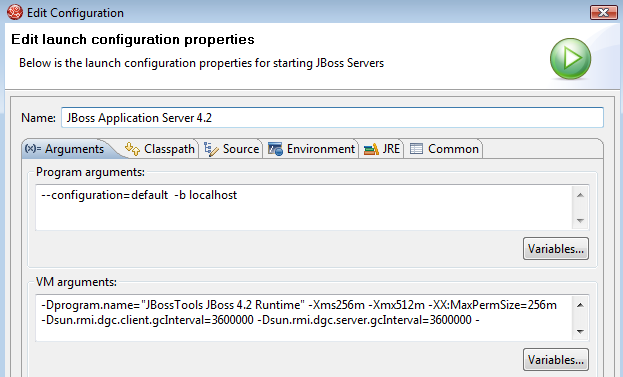 Edit Configuration
Edit launch configuration properties
Below is the launch configuration properties for starting JBoss Servers
Name: JBoss Application Server 4.2
(x)= Arguments Classpath Source Environment JRE Common
Program arguments:
--configuration=default -b localhost
Variables...
VM arguments:
-Dprogram.name="JBossTools JBoss 4.2 Runtime" -Xms256m -Xmx512m -XX:MaxPermSize=256m
-Dsun.rmi.dgc.client.gcInterval=3600000 -Dsun.rmi.dgc.server.gcInterval=3600000 -
Variables...